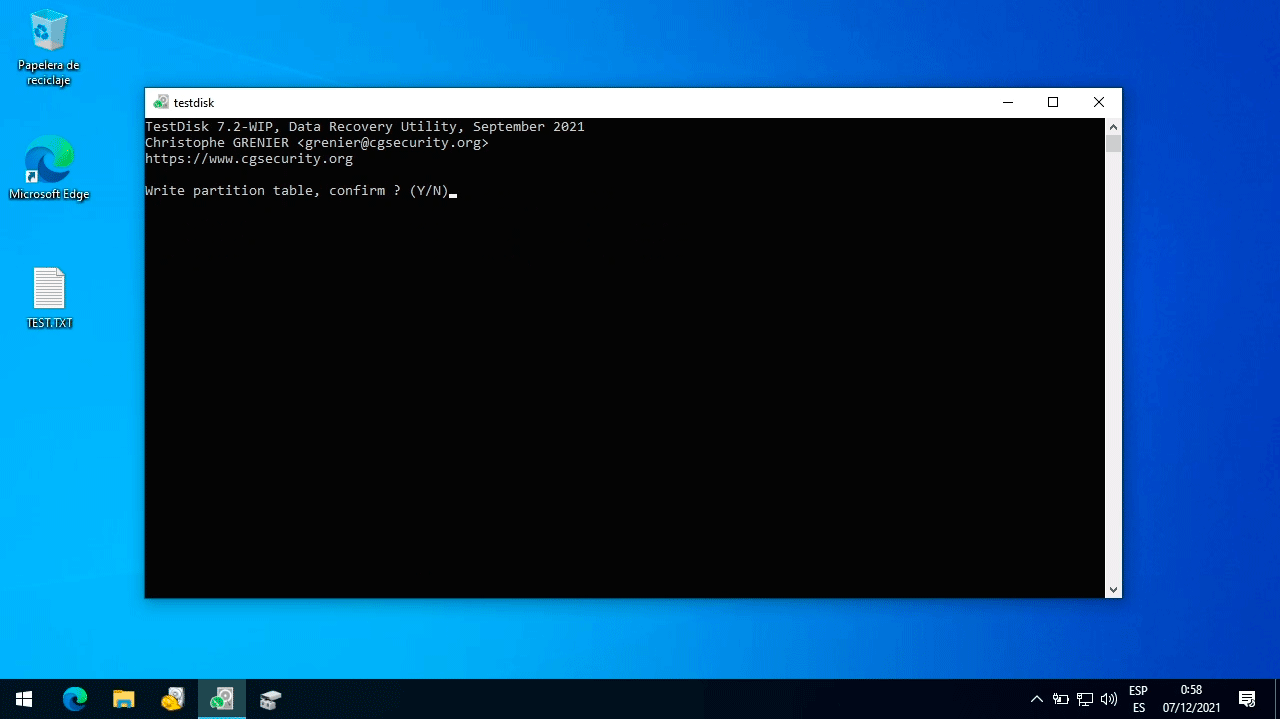 Papelera de
reciclaje
Microsoft Edge
TEST.TXT
testdisk
TestDisk 7.2-WIP, Data Recovery Utility, September 2021
Christophe GRENIER <grenier@cgsecurity.org>
https://www.cgsecurity.org
Write partition table, confirm ? (Y/N)
ESP
ES
0:58
07/12/2021